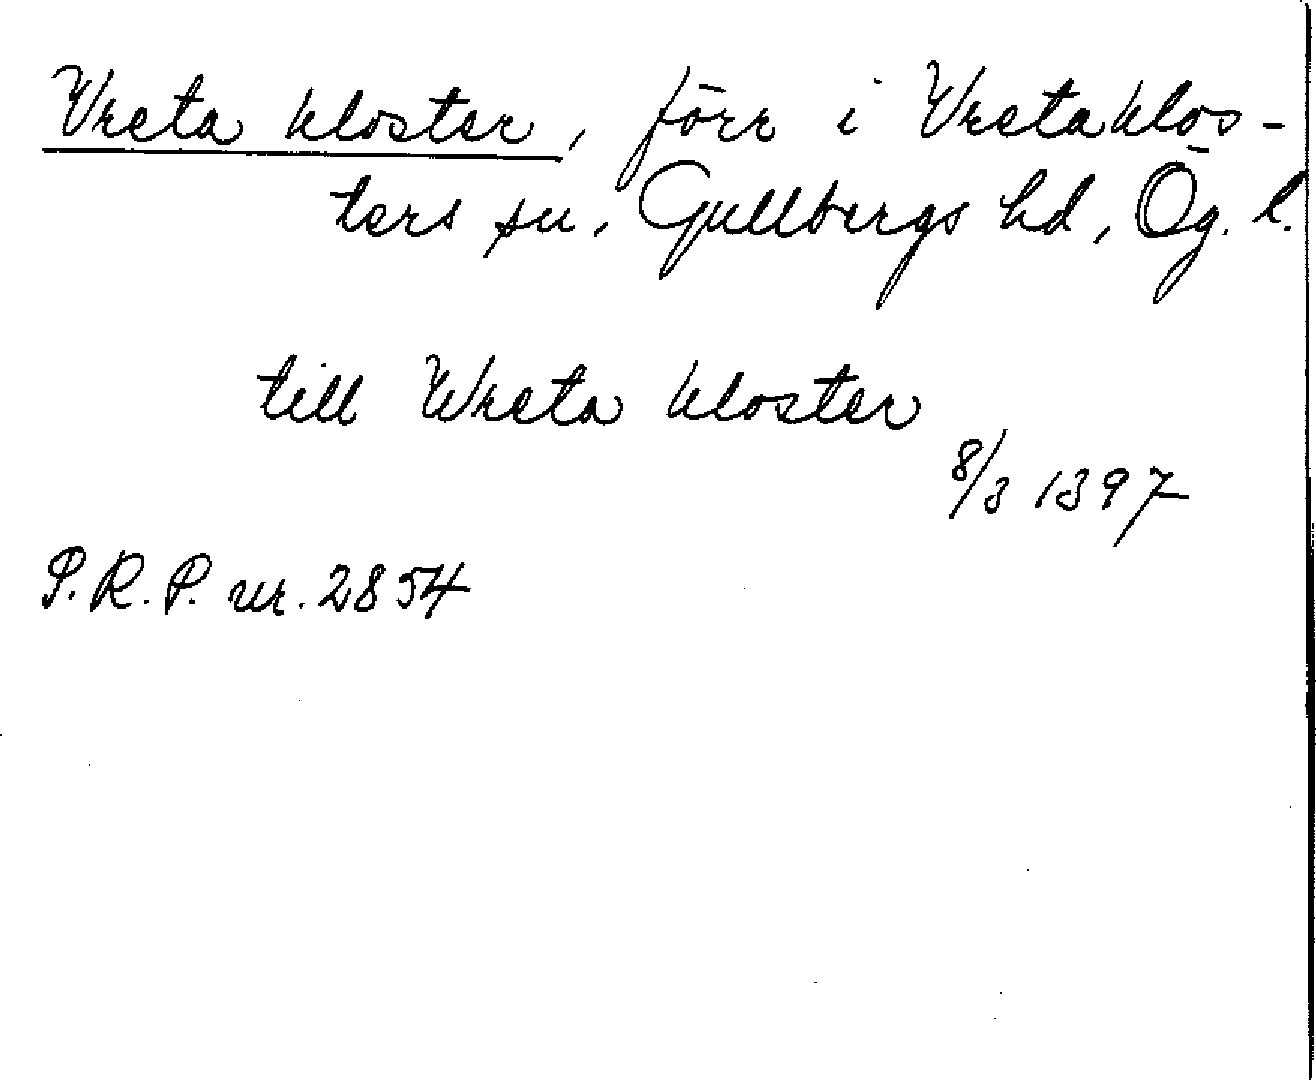 Vreta kloster, förr i Vretaklos-
ters sn, Gullbergs hd, Ög. l.
till Wreta kloster
8/3 1397
S.R.P. nr. 2854